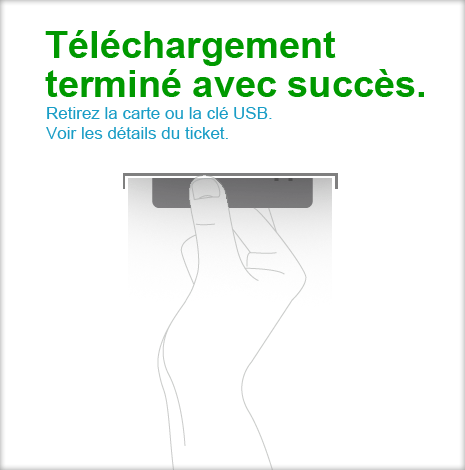 Téléchargement
terminé avec succès.
Retirez la carte ou la clé USB.
Voir les détails du ticket.